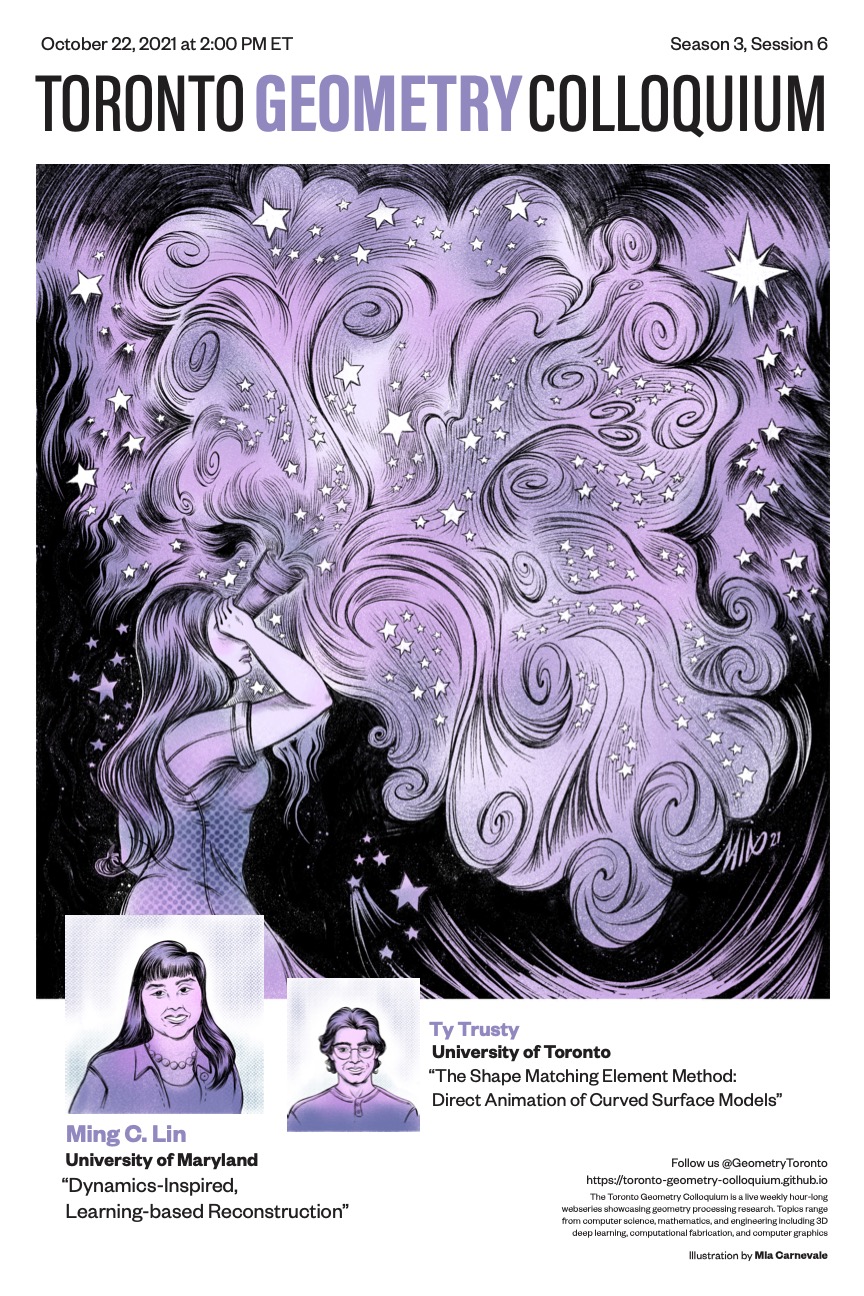 October 22, 2021 at 2:00 PM ET
Season 3, Session 6
TORONTO GEOMETRY COLLOQUIUM
MIA 21
Ty Trusty
University of Toronto
“The Shape Matching Element Method:
Direct Animation of Curved Surface Models”
Ming C. Lin
University of Maryland
“Dynamics-Inspired,
Learning-based Reconstruction”
Follow us @GeometryToronto
https://toronto-geometry-colloquium.github.io
The Toronto Geometry Colloquium is a live weekly hour-long
webseries showcasing geometry processing research. Topics range
from computer science, mathematics, and engineering including 3D
deep learning, computational fabrication, and computer graphics
Illustration by Mia Carnevale